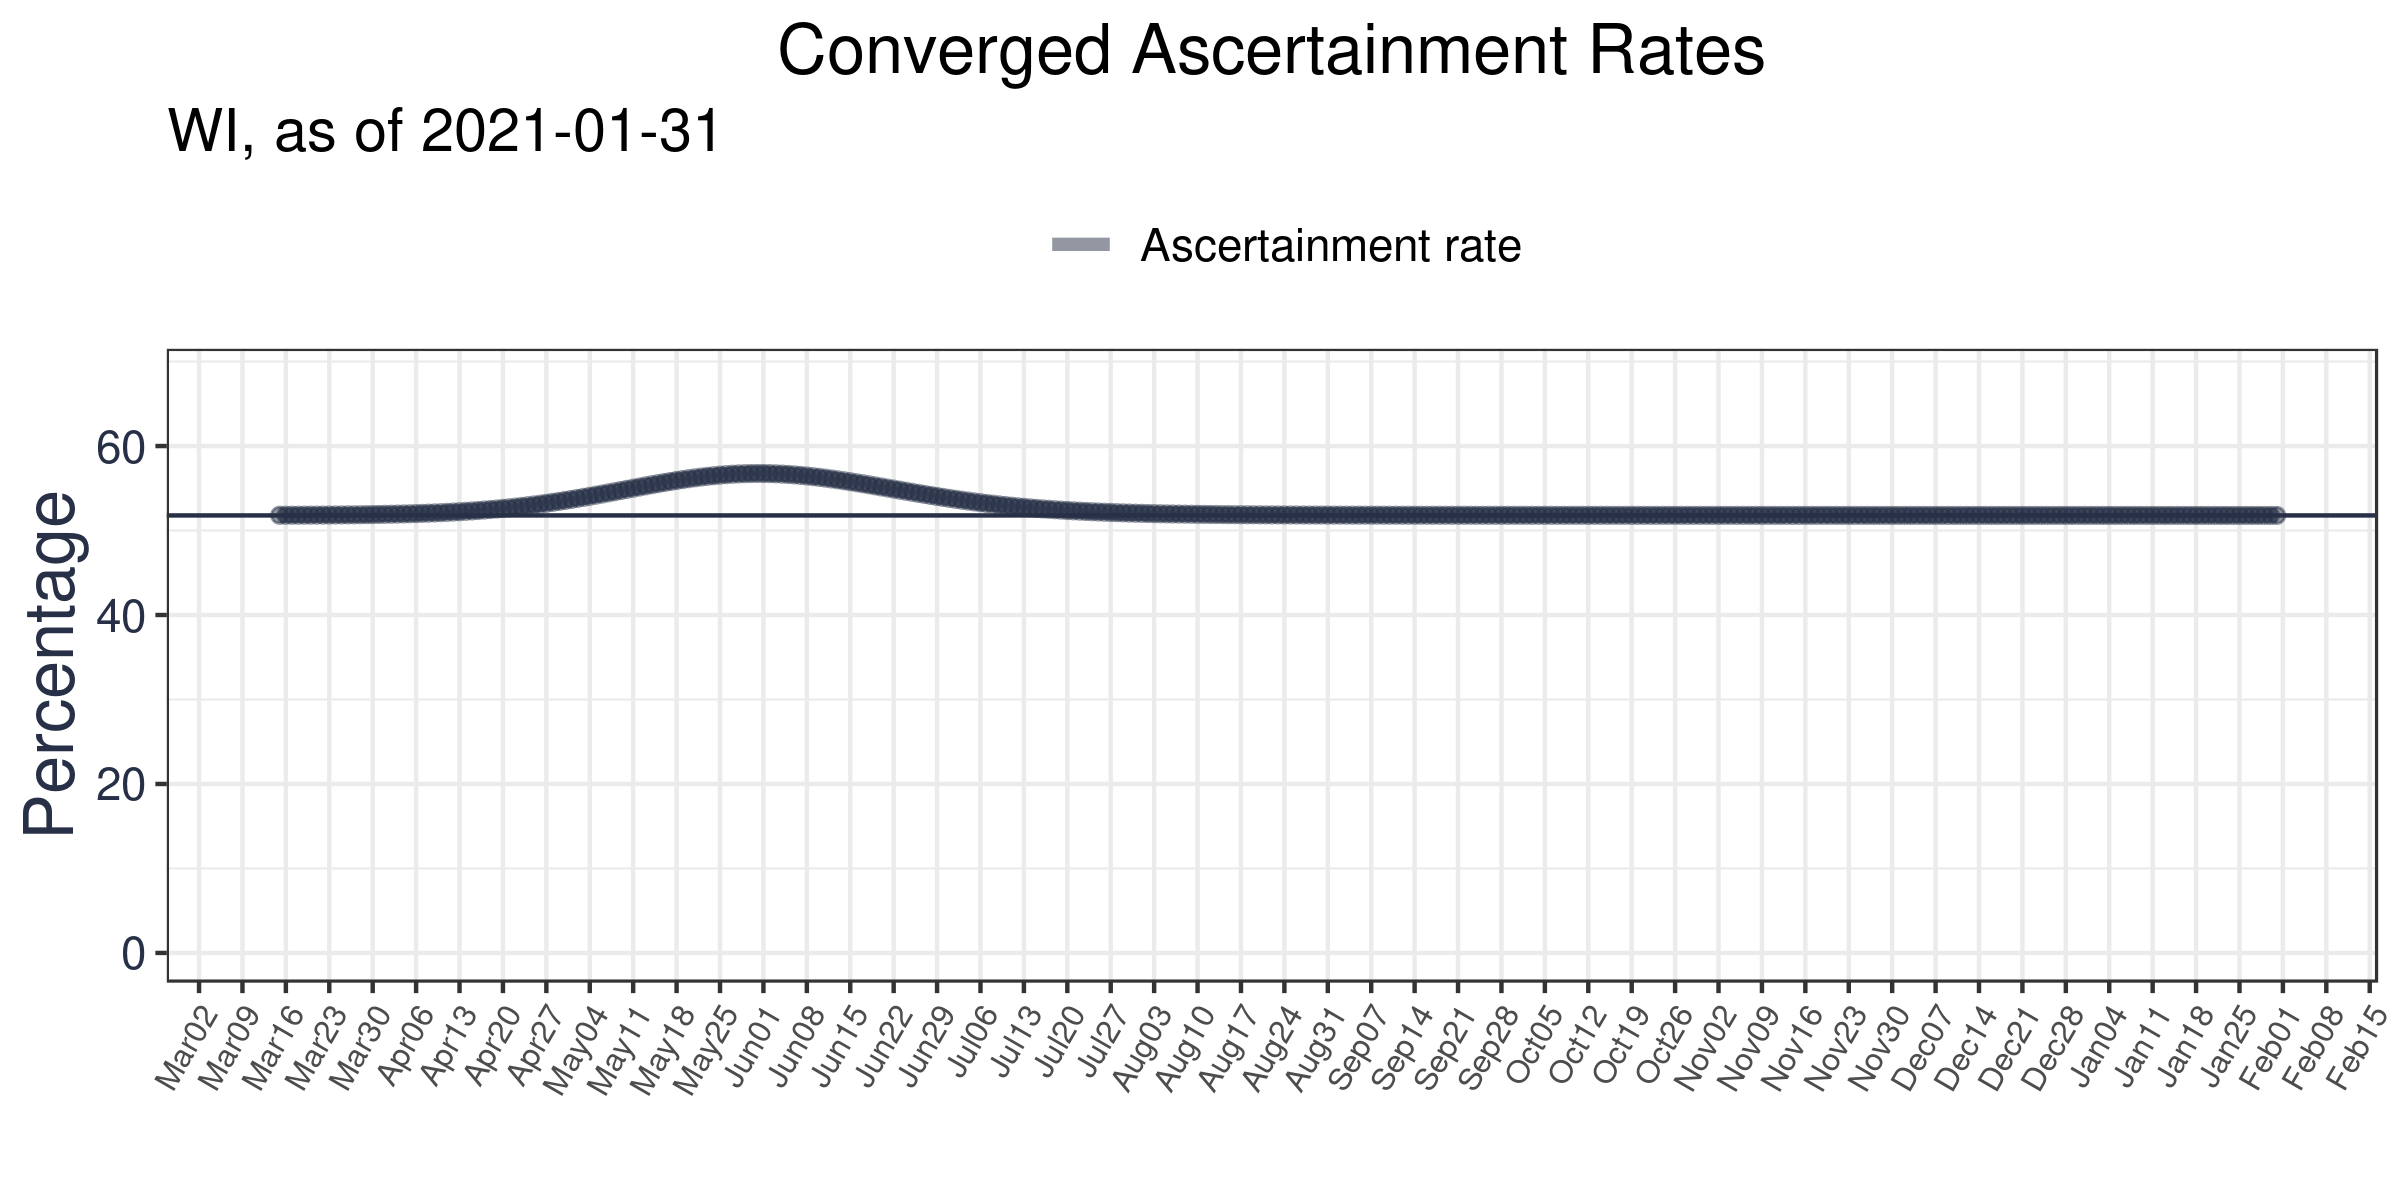 Converged Ascertainment Rates
WI, as of 2021-01-31
Ascertainment rate
Percentage
60
40
20
0
Mar02 Mar09 Mar16 Mar23 Mar30 Apr06 Apr13 Apr20 Apr27 May04 May11 May18 May25 Jun01 Jun08 Jun15 Jun22 Jun29 Jul06 Jul13 Jul20 Jul27 Aug03 Aug10 Aug17 Aug24 Aug31 Sep07 Sep14 Sep21 Sep28 Oct05 Oct12 Oct19 Oct26 Nov02 Nov09 Nov16 Nov23 Nov30 Dec07 Dec14 Dec21 Dec28 Jan04 Jan11 Jan18 Jan25 Feb01 Feb08 Feb15